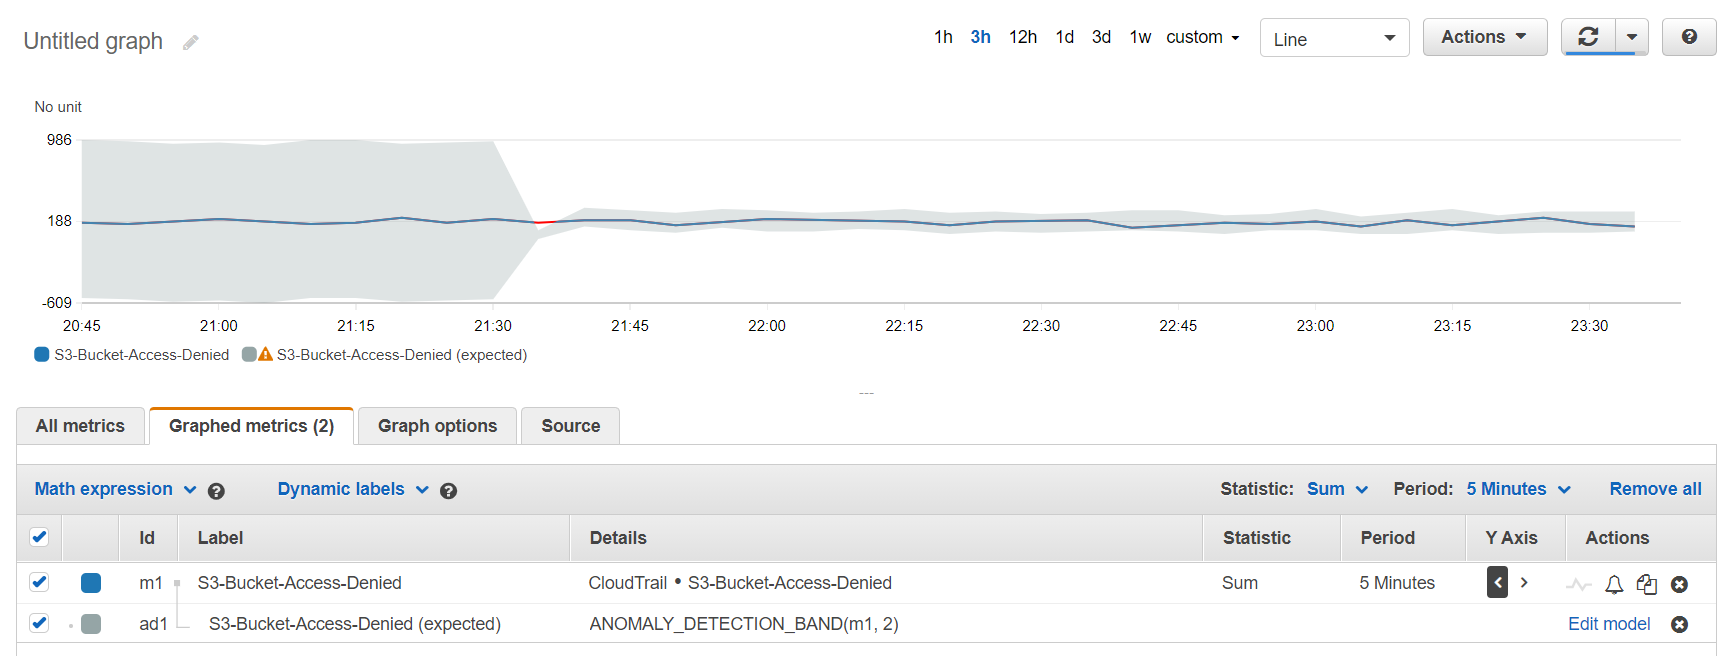 Untitled graph
1h 3h 12h 1d 3d 1w custom Line Actions
No unit
986
188
-609
20:45 21:00 21:15 21:30 21:45 22:00 22:15 22:30 22:45 23:00 23:15 23:30
S3-Bucket-Access-Denied S3-Bucket-Access-Denied (expected)
All metrics Graphed metrics (2) Graph options Source
Math expression Dynamic labels Statistic: Sum Period: 5 Minutes Remove all
Id Label Details Statistic Period Y Axis Actions
m1 S3-Bucket-Access-Denied CloudTrail • S3-Bucket-Access-Denied Sum 5 Minutes
ad1 S3-Bucket-Access-Denied (expected) ANOMALY_DETECTION_BAND(m1, 2) Edit model